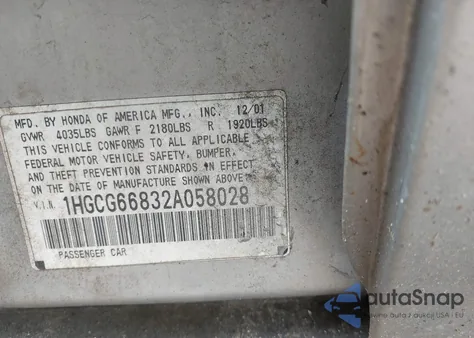 MFD. BY HONDA OF AMERICA MFG., INC. 12/01
GVWR 4035LBS GAWR F 2180LBS R 1920LBS
THIS VEHICLE CONFORMS TO ALL APPLICABLE
FEDERAL MOTOR VEHICLE SAFETY, BUMPER,
AND THEFT PREVENTION STANDARDS IN EFFECT
ON THE DATE OF MANUFACTURE SHOWN ABOVE.
V.I.N. 1HGCG66832A058028
PASSENGER CAR
autoSnap